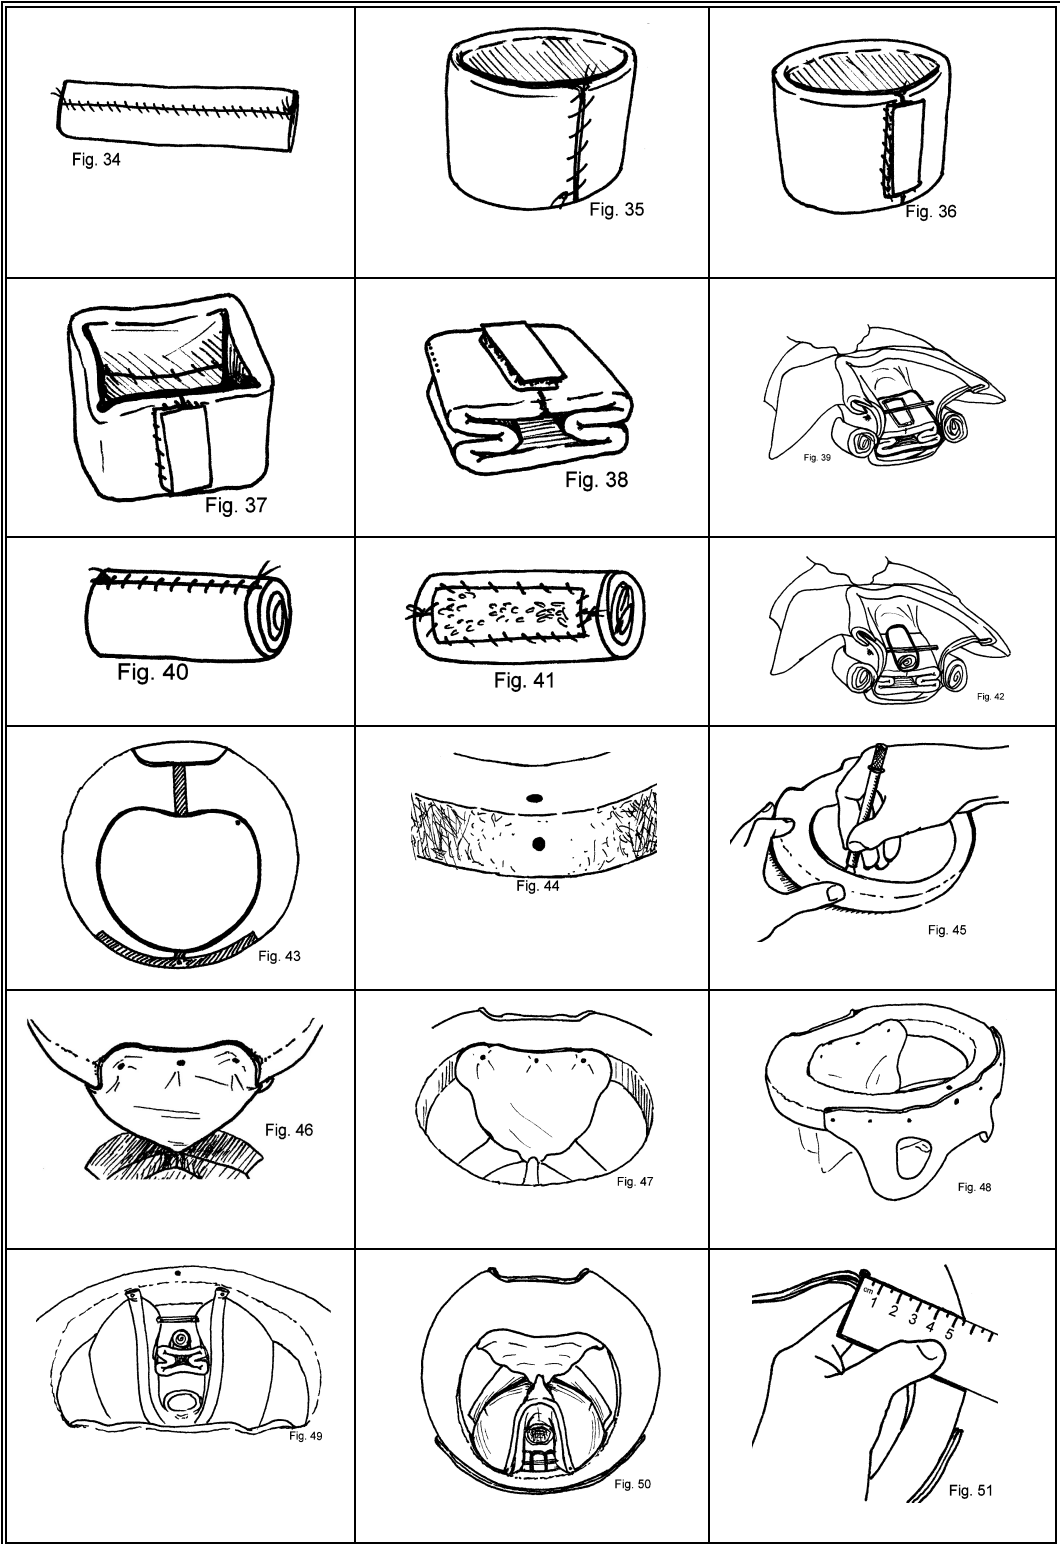 Fig. 34
Fig. 35
Fig. 36
Fig. 37
Fig. 38
Fig. 39
Fig. 40
Fig. 41
Fig. 42
Fig. 43
Fig. 44
Fig. 45
Fig. 46
Fig. 47
Fig. 48
Fig. 49
Fig. 50
cm
1 2 3 4 5
Fig. 51